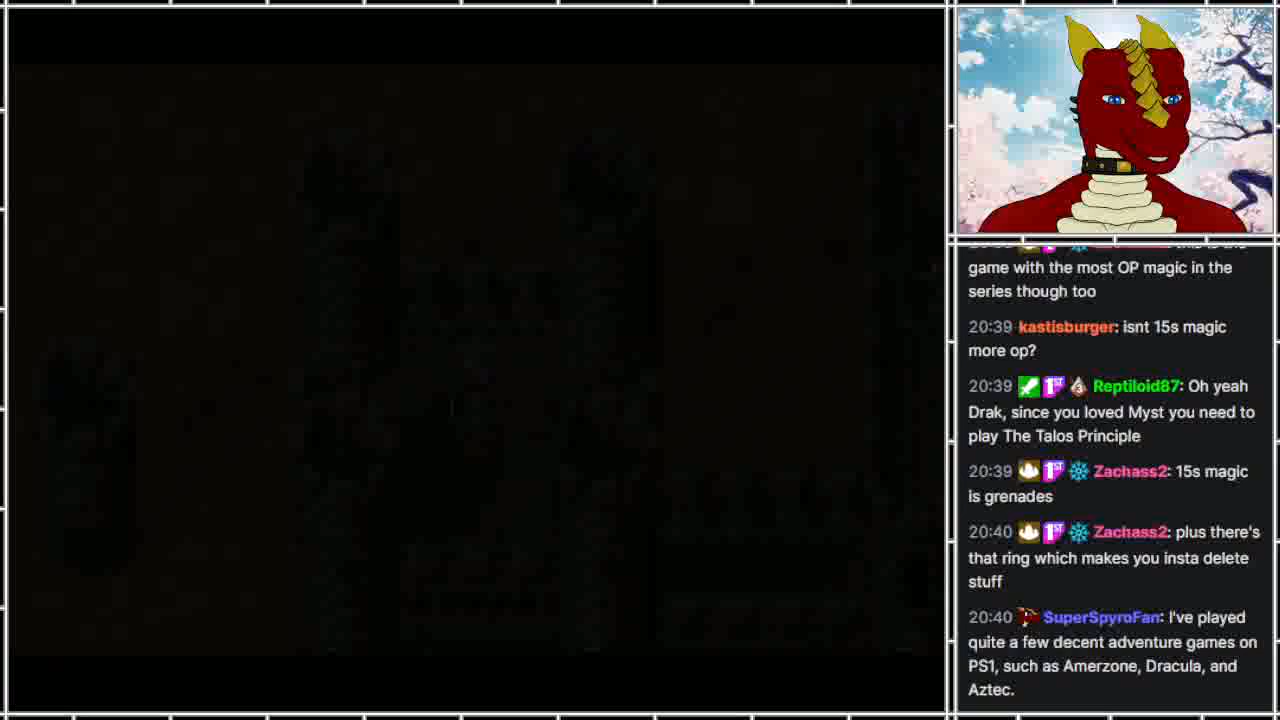 game with the most OP magic in the
series though too
20:39 kastisburger: isnt 15s magic
more op?
20:39 Reptiloid87: Oh yeah
Drak, since you loved Myst you need to
play The Talos Principle
20:39 Zachass2: 15s magic
is grenades
20:40 Zachass2: plus there's
that ring which makes you insta delete
stuff
20:40 SuperSpyroFan: I've played
quite a few decent adventure games on
PS1, such as Amerzone, Dracula, and
Aztec.